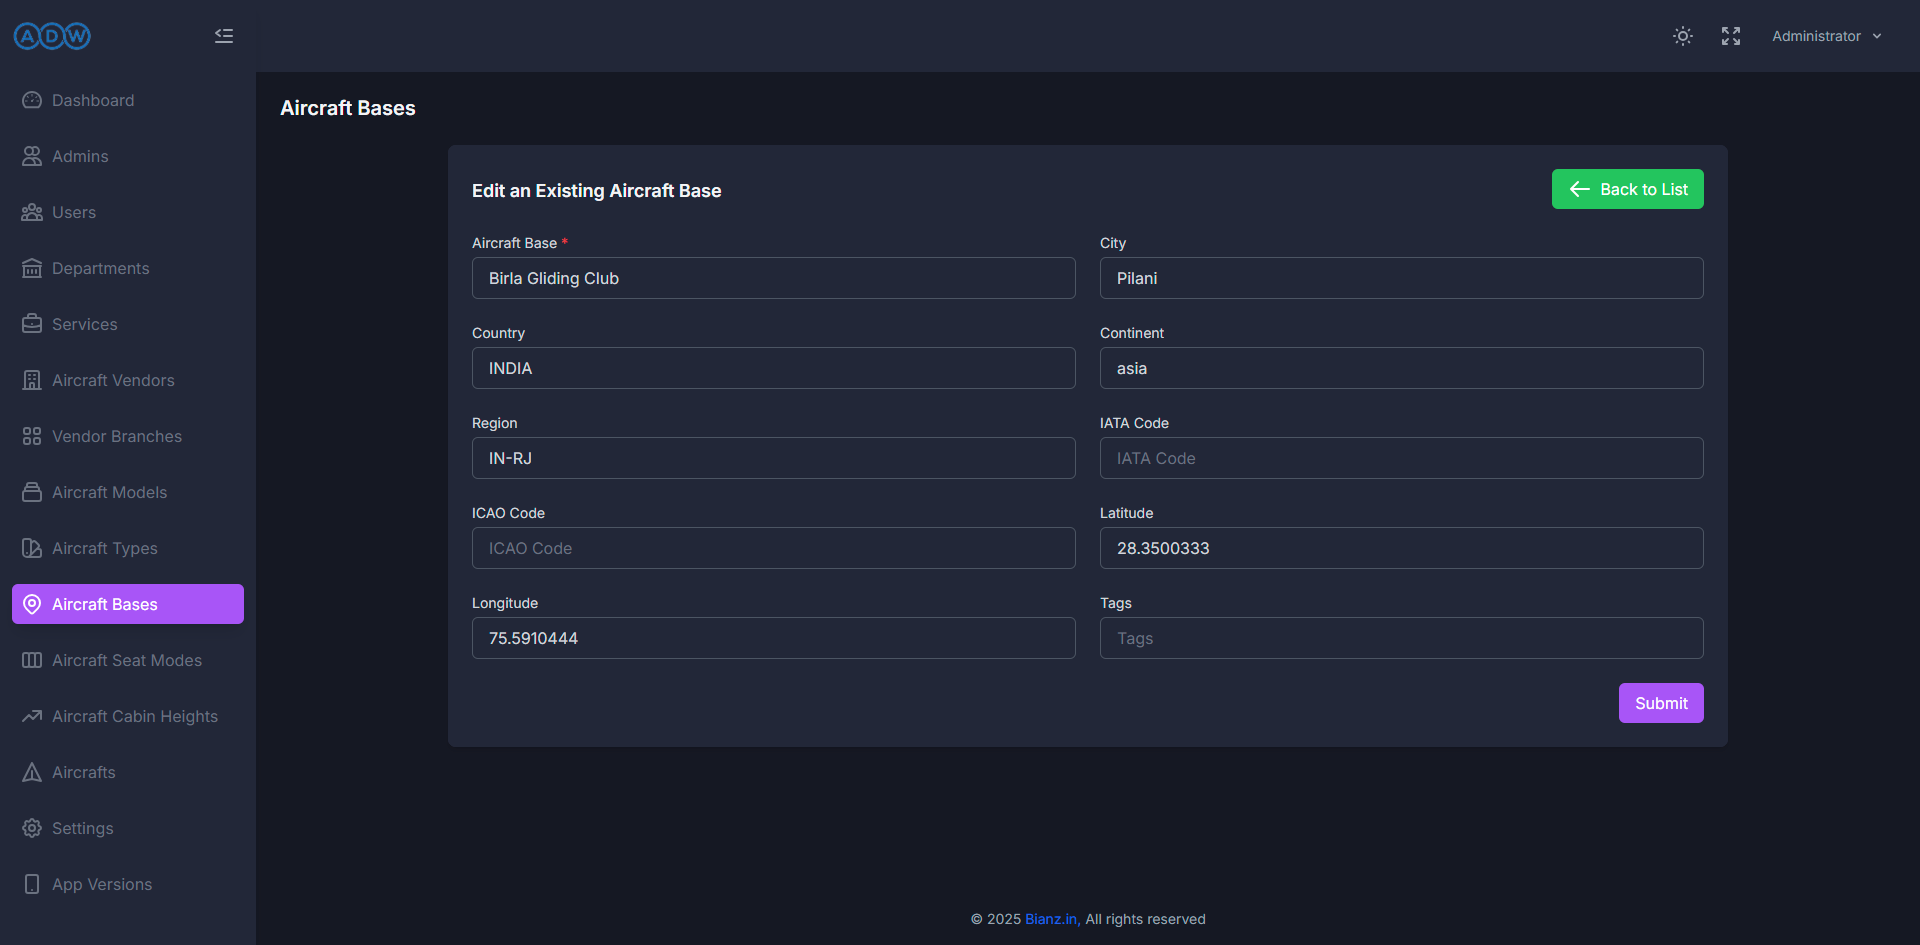 ADW
Administrator
Dashboard
Admins
Users
Departments
Services
Aircraft Vendors
Vendor Branches
Aircraft Models
Aircraft Types
Aircraft Bases
Aircraft Seat Modes
Aircraft Cabin Heights
Aircrafts
Settings
App Versions
Aircraft Bases
Edit an Existing Aircraft Base
Back to List
Aircraft Base *
Birla Gliding Club
City
Pilani
Country
INDIA
Continent
asia
Region
IN-RJ
IATA Code
IATA Code
ICAO Code
ICAO Code
Latitude
28.3500333
Longitude
75.5910444
Tags
Tags
Submit
© 2025 Bianz.in, All rights reserved